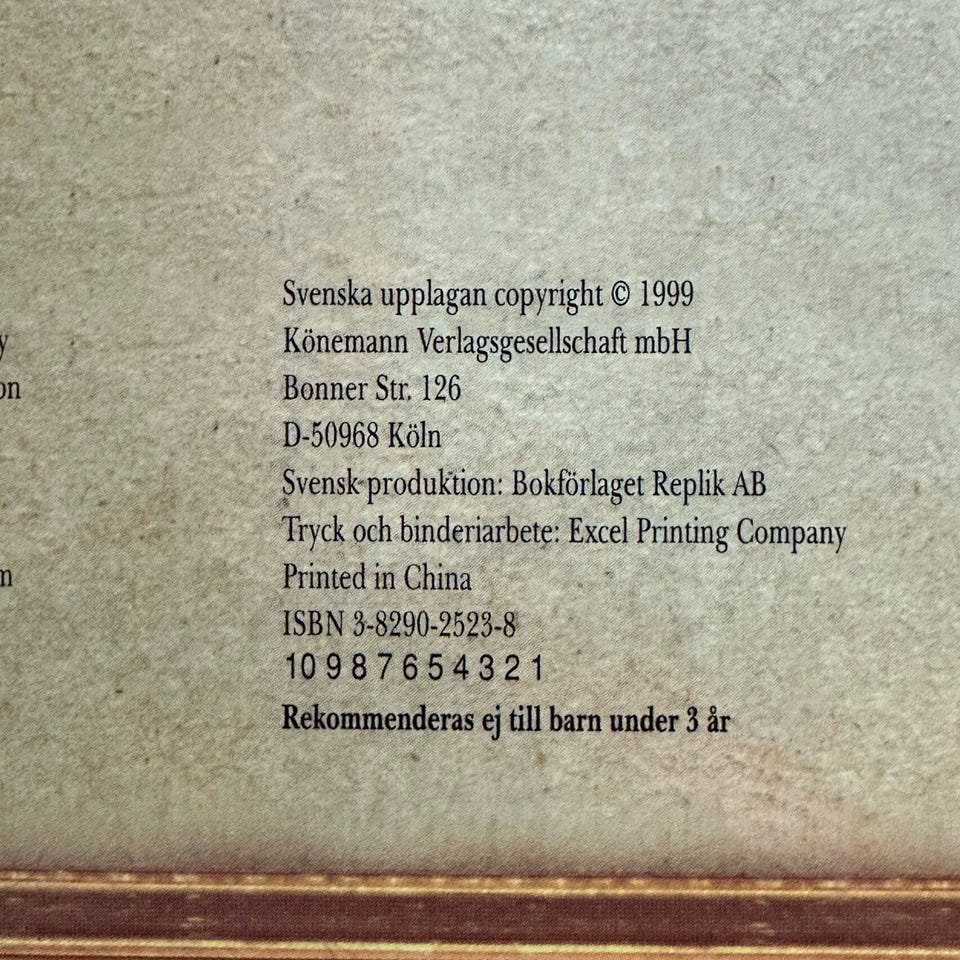 Svenska upplagan copyright © 1999
Könemann Verlagsgesellschaft mbH
Bonner Str. 126
D-50968 Köln
Svensk produktion: Bokförlaget Replik AB
Tryck och binderiarbete: Excel Printing Company
Printed in China
ISBN 3-8290-2523-8
10 9 8 7 6 5 4 3 2 1
Rekommenderas ej till barn under 3 år